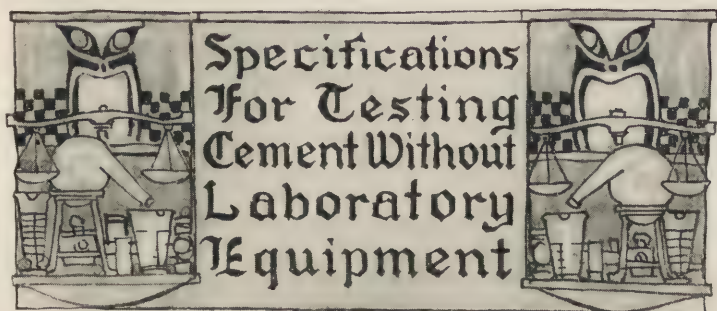 Specifications
For Testing
Cement Without
Laboratory
Equipment